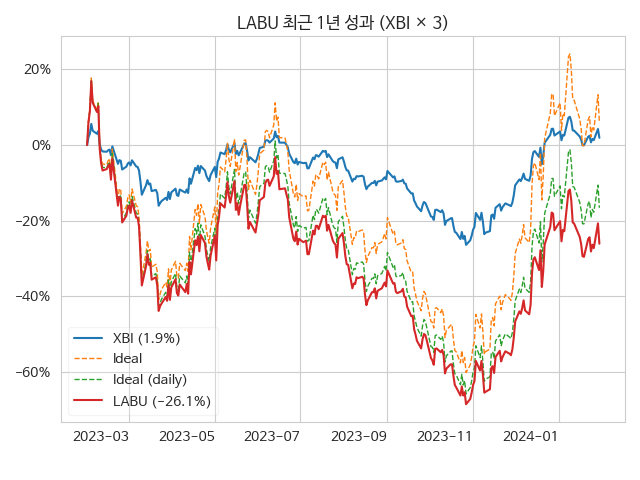 LABU 최근 1년 성과 (XBI × 3)
20%
0%
−20%
−40%
−60%
XBI (1.9%)
Ideal
Ideal (daily)
LABU (−26.1%)
2023−03
2023−05
2023−07
2023−09
2023−11
2024−01